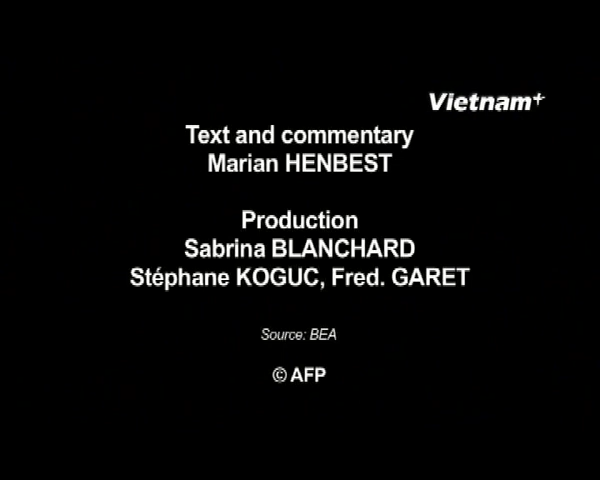 Vietnam+
Text and commentary
Marian HENBEST
Production
Sabrina BLANCHARD
Stéphane KOGUC, Fred. GARET
Source: BEA
© AFP